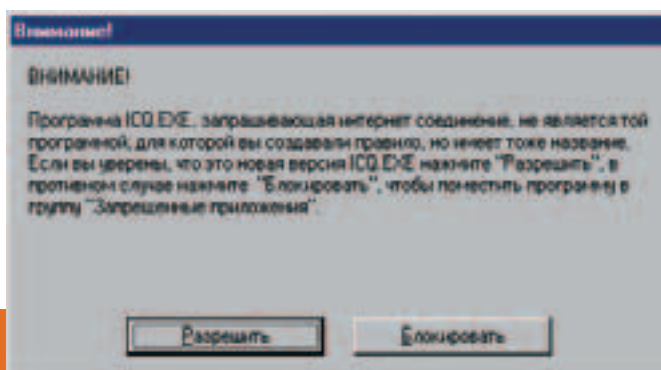 Внимание!
ВНИМАНИЕ!
Программа ICQ.EXE, запрашивающая интернет соединение, не является той
программой, для которой вы создавали правило, но имеет тоже название.
Если вы уверены, что это новая версия ICQ.EXE нажмите "Разрешить", в
противном случае нажмите "Блокировать", чтобы поместить программу в
группу "Запрещенные приложения".
Разрешить
Блокировать